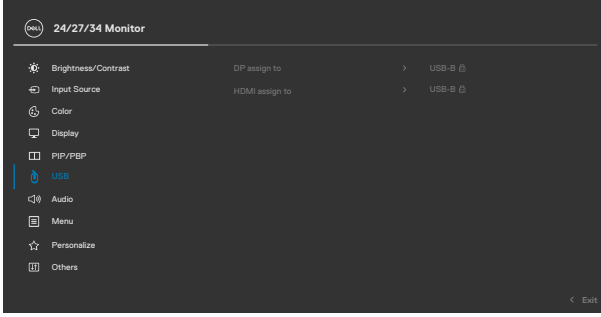 DELL 24/27/34 Monitor
Brightness/Contrast DP assign to > USB-B
Input Source HDMI assign to > USB-B
Color
Display
PIP/PBP
USB
Audio
Menu
Personalize
Others
< Exit